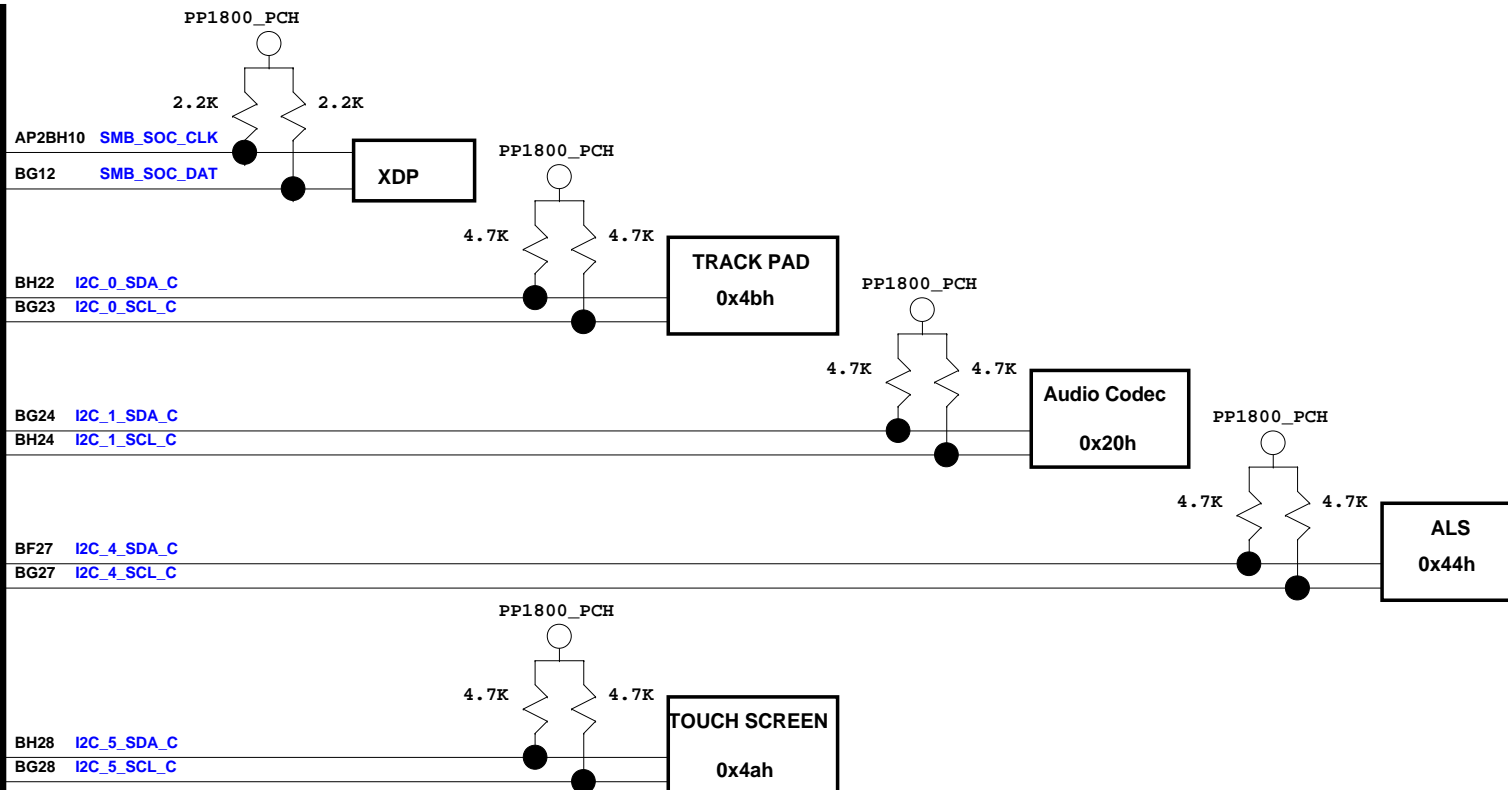 PP1800_PCH
2.2K 2.2K
AP2BH10 SMB_SOC_CLK
BG12 SMB_SOC_DAT
XDP
PP1800_PCH
4.7K 4.7K
TRACK PAD
0x4bh
BH22 I2C_0_SDA_C
BG23 I2C_0_SCL_C
PP1800_PCH
4.7K 4.7K
Audio Codec
0x20h
BG24 I2C_1_SDA_C
BH24 I2C_1_SCL_C
PP1800_PCH
4.7K 4.7K
ALS
0x44h
BF27 I2C_4_SDA_C
BG27 I2C_4_SCL_C
PP1800_PCH
4.7K 4.7K
TOUCH SCREEN
0x4ah
BH28 I2C_5_SDA_C
BG28 I2C_5_SCL_C